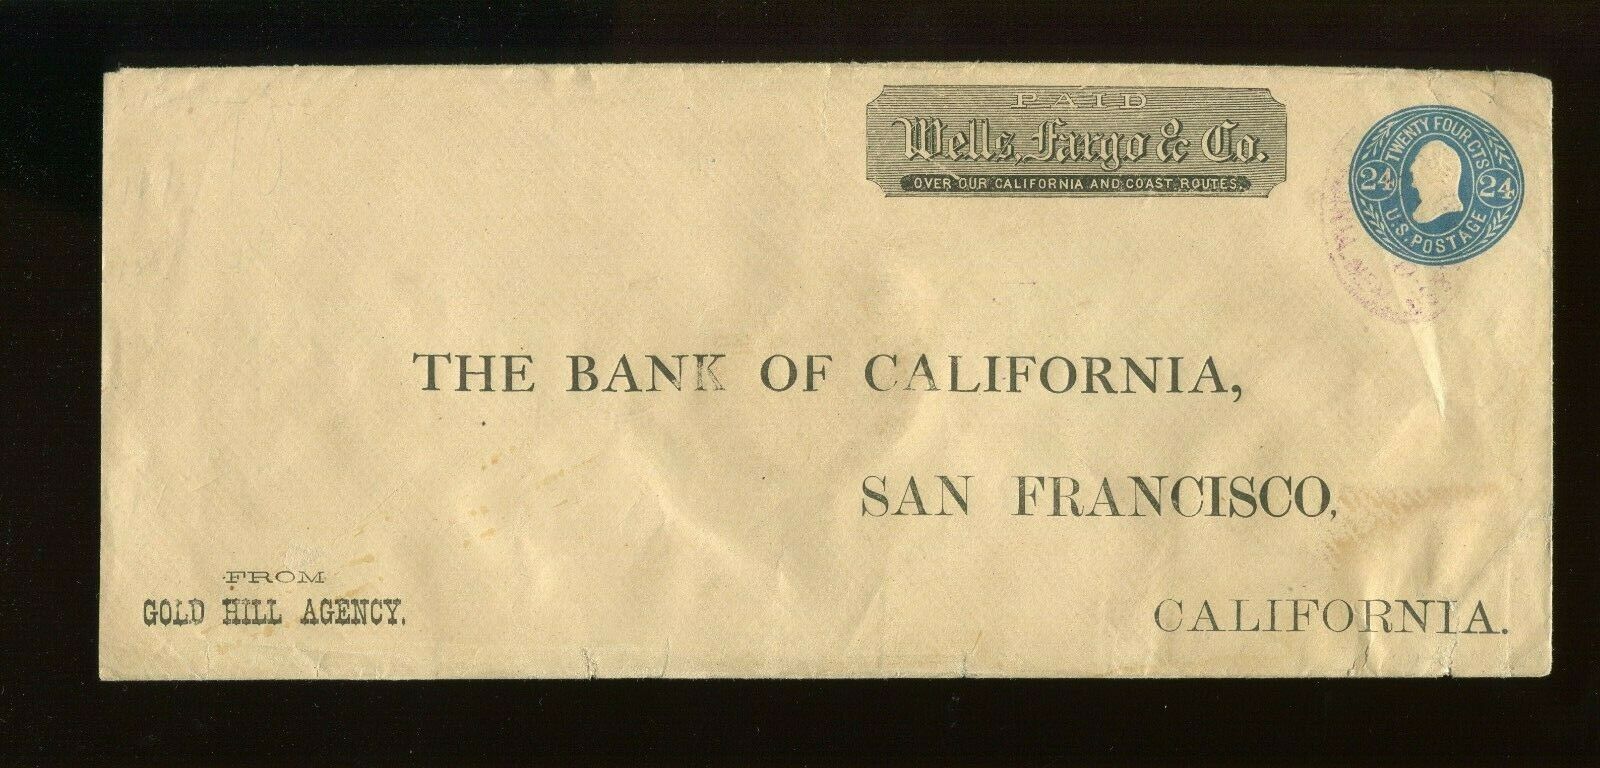 PAID
Wells, Fargo & Co.
OVER OUR CALIFORNIA AND COAST ROUTES.
TWENTY FOUR CTS
24 24
U.S. POSTAGE
THE BANK OF CALIFORNIA,
SAN FRANCISCO,
CALIFORNIA.
FROM
GOLD HILL AGENCY.